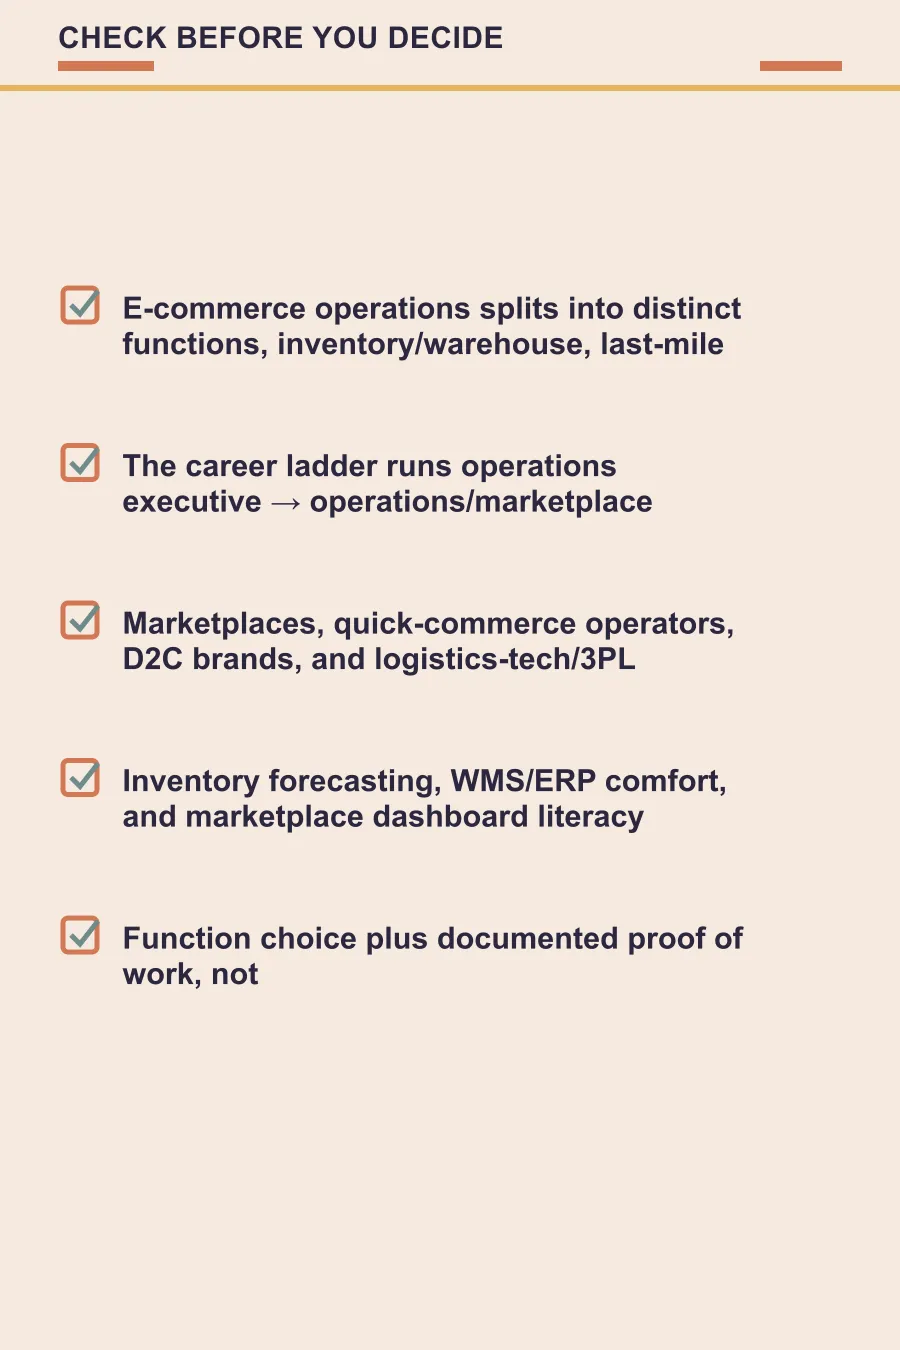 CHECK BEFORE YOU DECIDE
E-commerce operations splits into distinct
functions, inventory/warehouse, last-mile
The career ladder runs operations
executive → operations/marketplace
Marketplaces, quick-commerce operators,
D2C brands, and logistics-tech/3PL
Inventory forecasting, WMS/ERP comfort,
and marketplace dashboard literacy
Function choice plus documented proof of
work, not